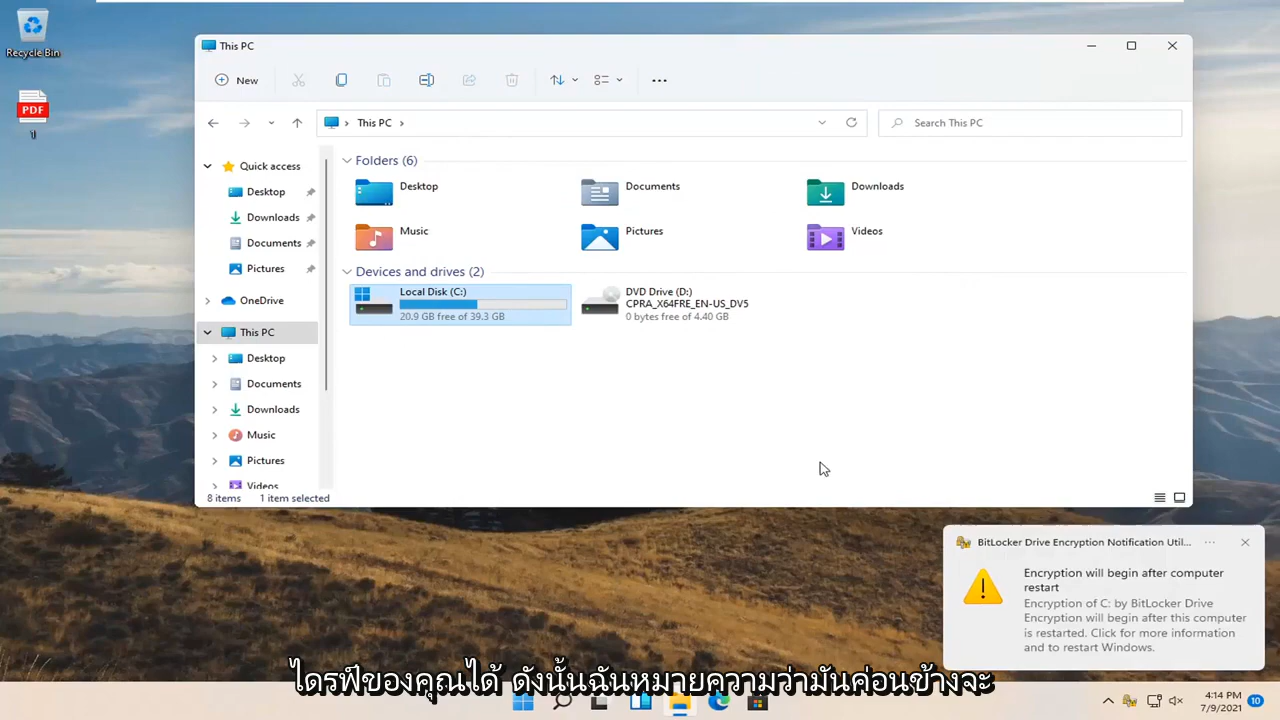 Recycle Bin
PDF
This PC
New
This PC
Search This PC
Quick access
Desktop
Downloads
Documents
Pictures
OneDrive
This PC
Desktop
Documents
Downloads
Music
Pictures
Videos
Folders (6)
Desktop
Documents
Downloads
Music
Pictures
Videos
Devices and drives (2)
Local Disk (C:)
20.9 GB free of 39.3 GB
DVD Drive (D:)
CPRA_X64FRE_EN-US_DV5
0 bytes free of 4.40 GB
8 items
1 item selected
BitLocker Drive Encryption Notification Util...
Encryption will begin after computer
restart
Encryption of C: by BitLocker Drive
Encryption will begin after this computer
is restarted. Click for more information
and to restart Windows.
ไดรฟ์ของคุณได้ ดังนั้นฉันหมายความว่ามันค่อนข้างจะ
4:14 PM
7/9/2021
10